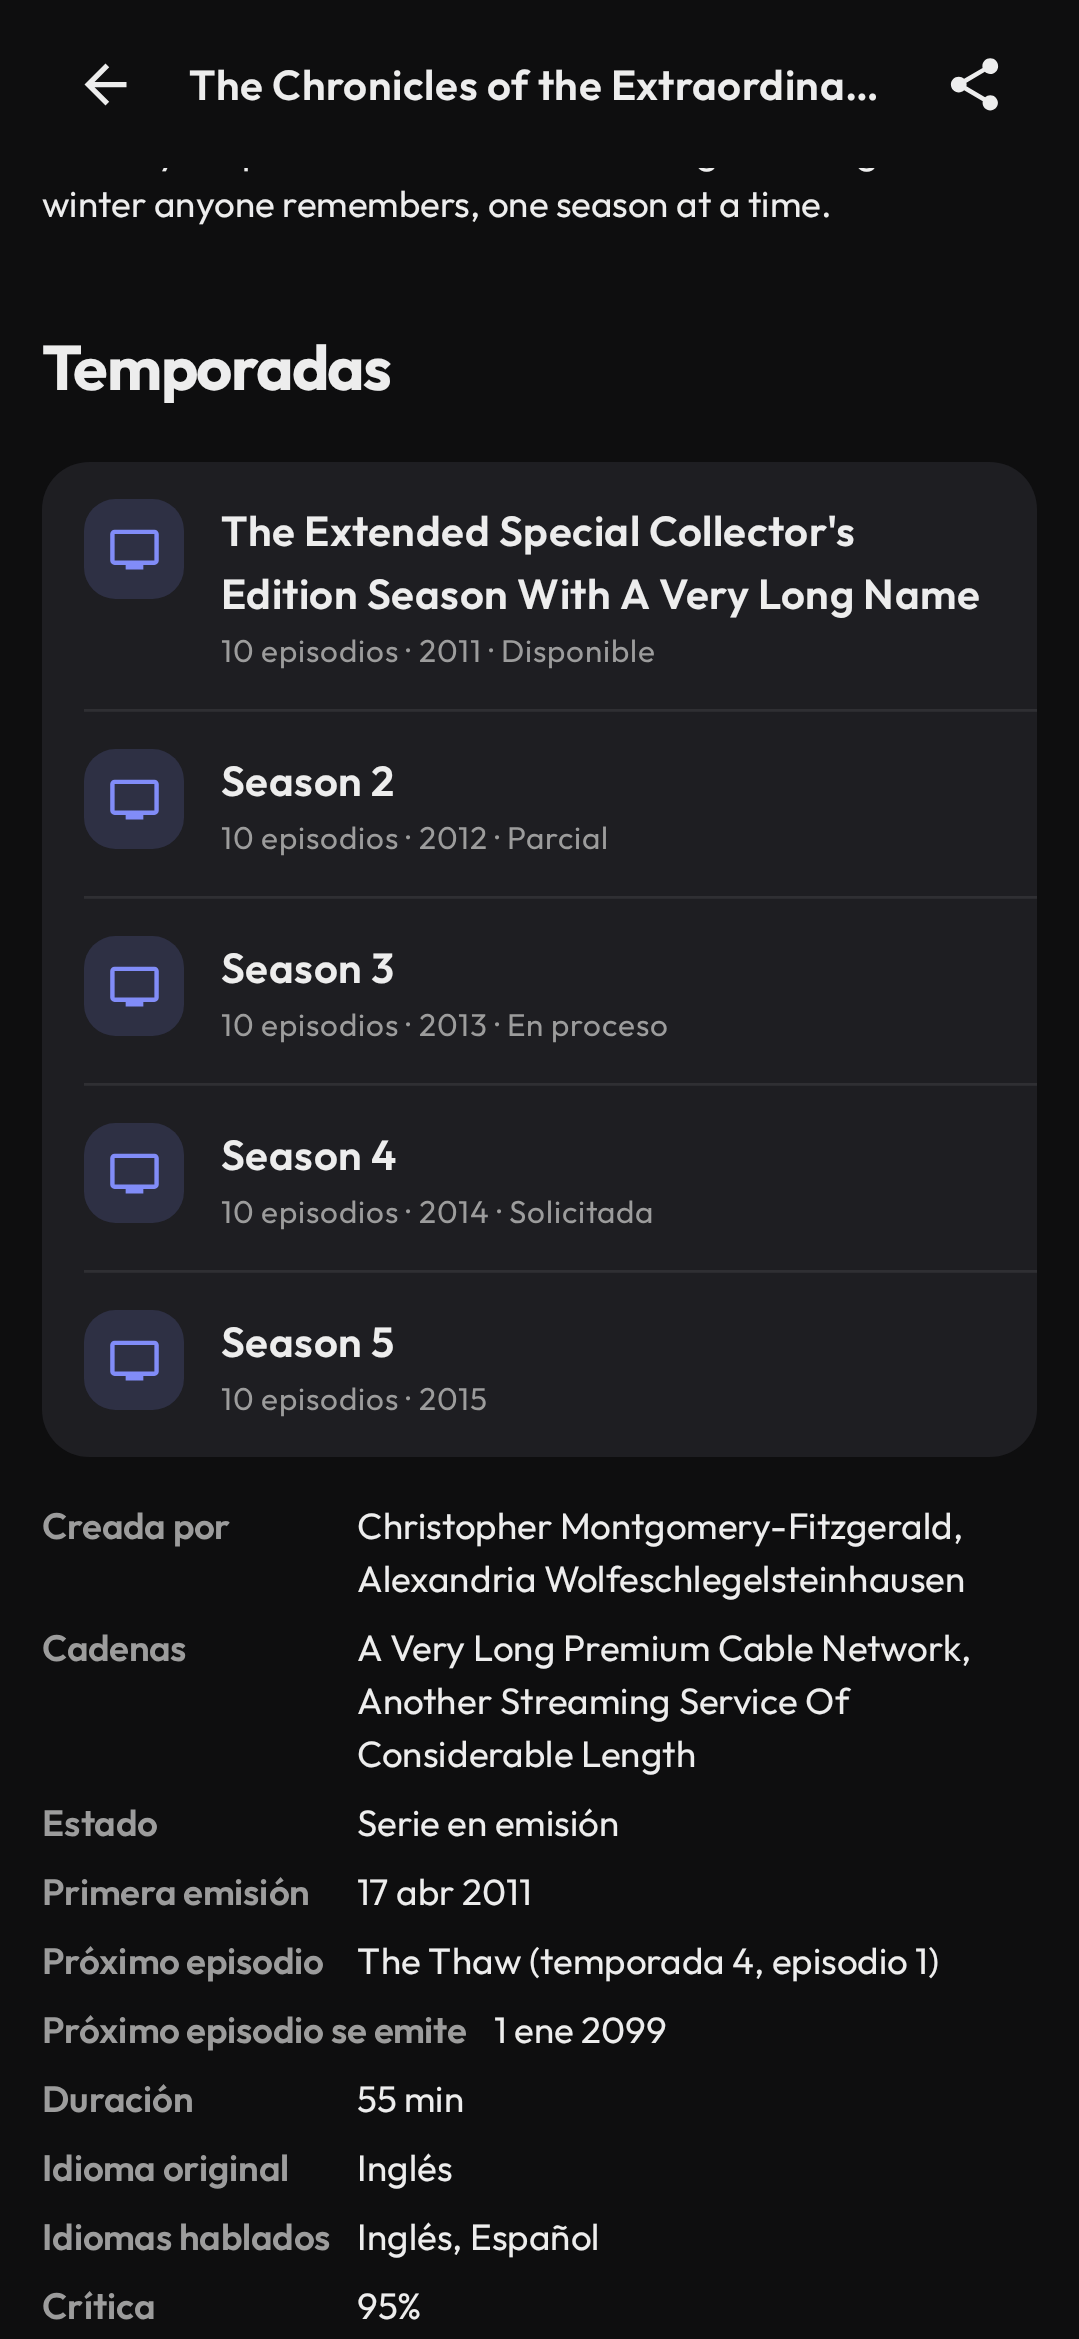 The Chronicles of the Extraordina...
winter anyone remembers, one season at a time.
Temporadas
The Extended Special Collector's
Edition Season With A Very Long Name
10 episodios · 2011 · Disponible
Season 2
10 episodios · 2012 · Parcial
Season 3
10 episodios · 2013 · En proceso
Season 4
10 episodios · 2014 · Solicitada
Season 5
10 episodios · 2015
Creada por Christopher Montgomery-Fitzgerald,
Alexandria Wolfeschlegelsteinhausen
Cadenas A Very Long Premium Cable Network,
Another Streaming Service Of
Considerable Length
Estado Serie en emisión
Primera emisión 17 abr 2011
Próximo episodio The Thaw (temporada 4, episodio 1)
Próximo episodio se emite 1 ene 2099
Duración 55 min
Idioma original Inglés
Idiomas hablados Inglés, Español
Crítica 95%